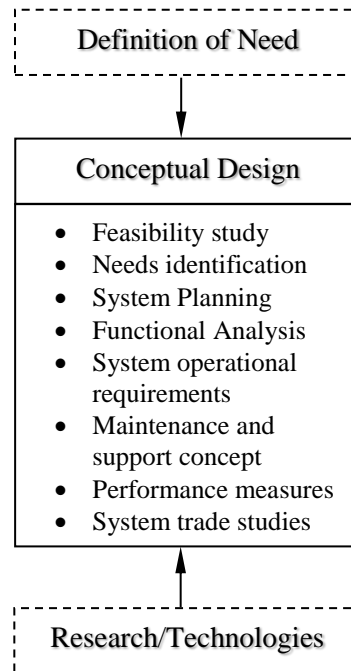 Definition of Need
Conceptual Design
• Feasibility study
• Needs identification
• System Planning
• Functional Analysis
• System operational
requirements
• Maintenance and
support concept
• Performance measures
• System trade studies
Research/Technologies